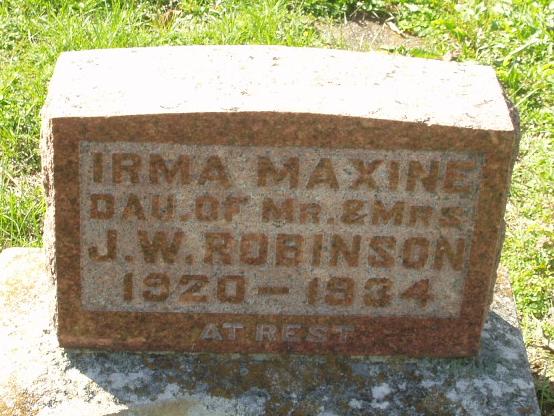 IRMA MAXINE
DAU. OF MR. & MRS.
J. W. ROBINSON
1920 — 1934
AT REST